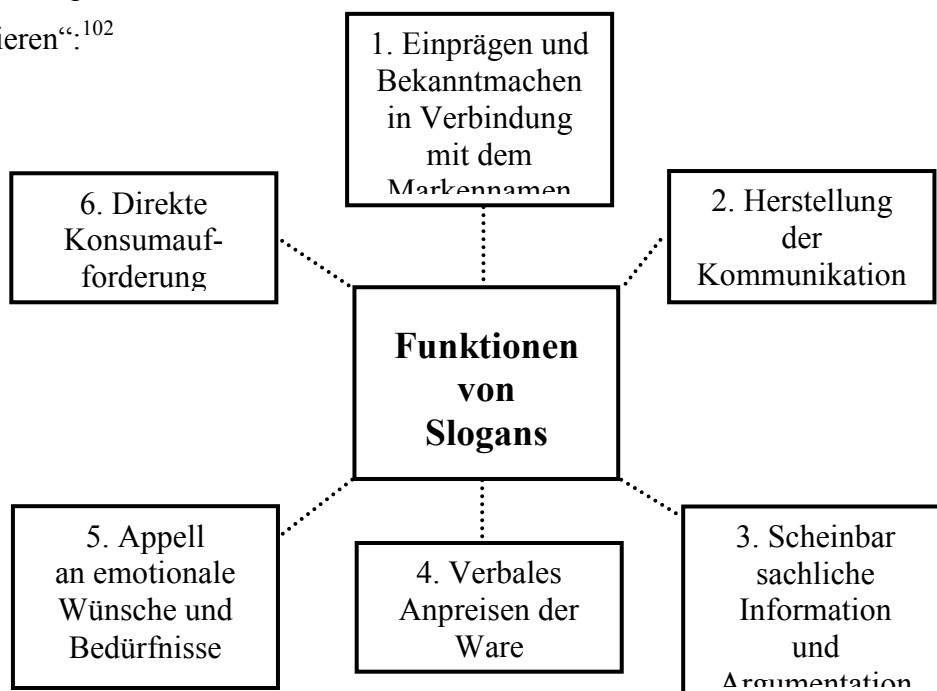 ieren“:102
1. Einprägen und
Bekanntmachen
in Verbindung
mit dem
Markennamen
6. Direkte
Konsumauf-
forderung
2. Herstellung
der
Kommunikation
Funktionen
von
Slogans
5. Appell
an emotionale
Wünsche und
Bedürfnisse
4. Verbales
Anpreisen der
Ware
3. Scheinbar
sachliche
Information
und
Argumentation